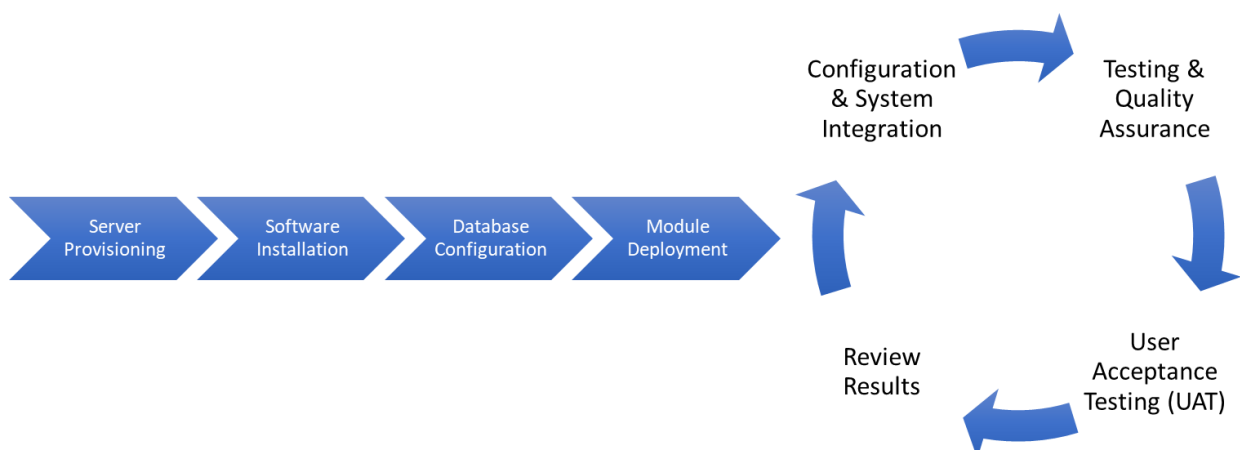 Server
Provisioning
Software
Installation
Database
Configuration
Module
Deployment
Configuration
& System
Integration
Testing &
Quality
Assurance
User
Acceptance
Testing (UAT)
Review
Results